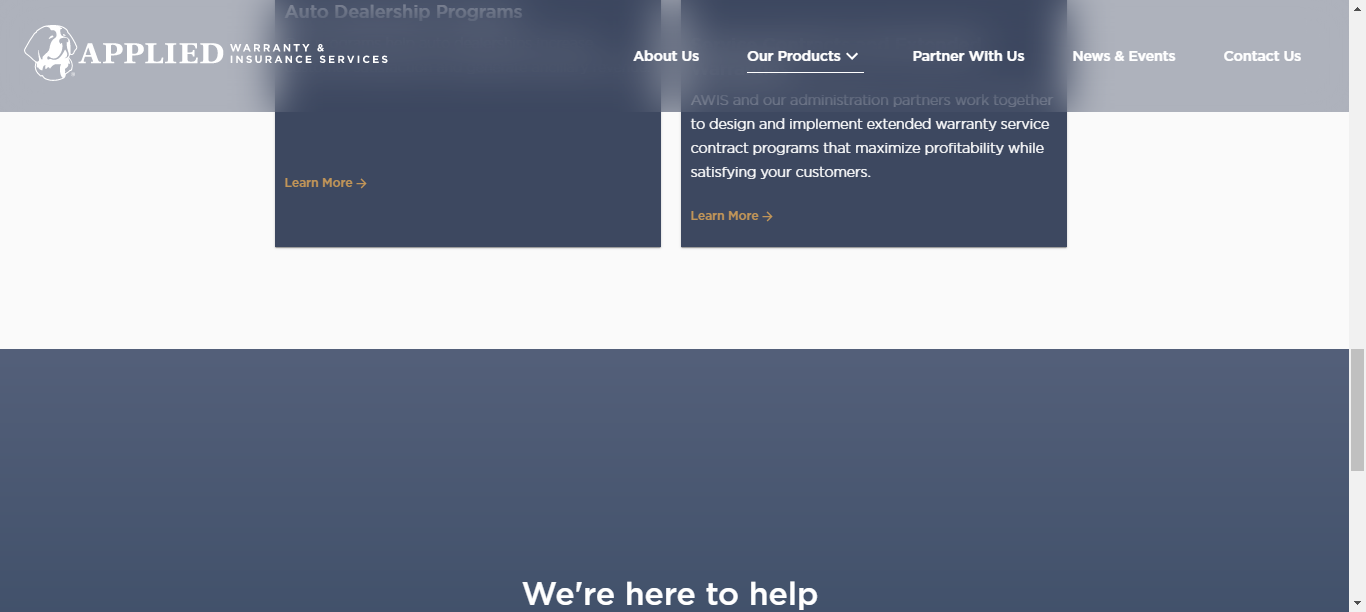 Auto Dealership Programs
APPLIED WARRANTY &
INSURANCE SERVICES
About Us
Our Products
Partner With Us
News & Events
Contact Us
AWIS and our administration partners work together
to design and implement extended warranty service
contract programs that maximize profitability while
satisfying your customers.
Learn More →
Learn More →
We're here to help